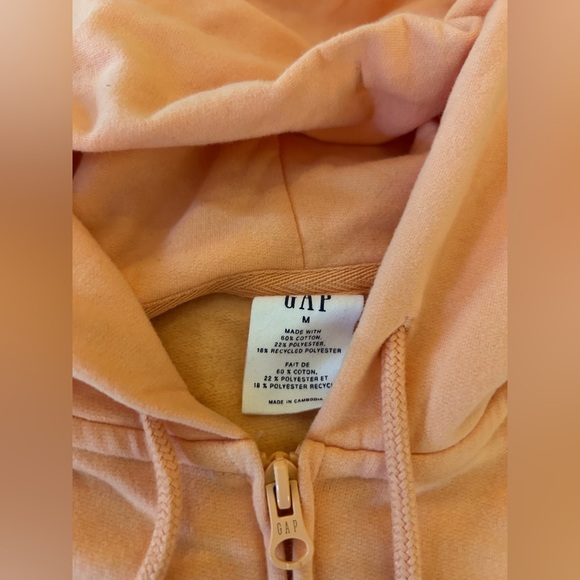 GAP
M
MADE WITH
60% COTTON,
22% POLYESTER,
18% RECYCLED POLYESTER
FAIT DE
60 % COTON,
22 % POLYESTER ET
18 % POLYESTER RECYC
MADE IN CAMBODIA
GAP